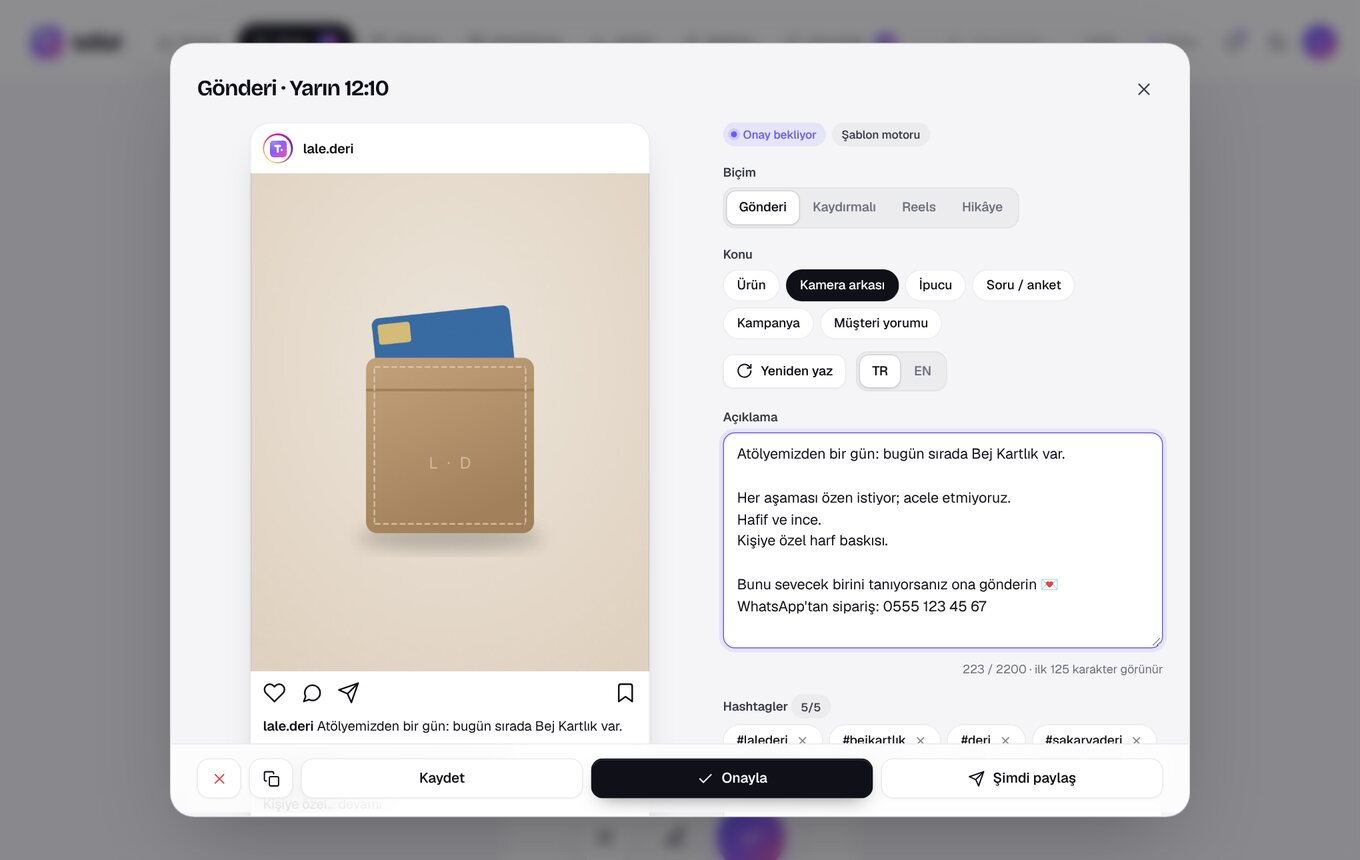 Gönderi · Yarın 12:10
T.
lale.deri
L · D
lale.deri Atölyemizden bir gün: bugün sırada Bej Kartlık var.
Kişiye özel… devamı
Onay bekliyor
Şablon motoru
Biçim
Gönderi
Kaydırmalı
Reels
Hikâye
Konu
Ürün
Kamera arkası
İpucu
Soru / anket
Kampanya
Müşteri yorumu
Yeniden yaz
TR
EN
Açıklama
Atölyemizden bir gün: bugün sırada Bej Kartlık var.
Her aşaması özen istiyor; acele etmiyoruz.
Hafif ve ince.
Kişiye özel harf baskısı.
Bunu sevecek birini tanıyorsanız ona gönderin 💌
WhatsApp'tan sipariş: 0555 123 45 67
223 / 2200 · ilk 125 karakter görünür
Hashtagler 5/5
#lalederi
#bejkartlık
#deri
#sakaryaderi
Kaydet
Onayla
Şimdi paylaş